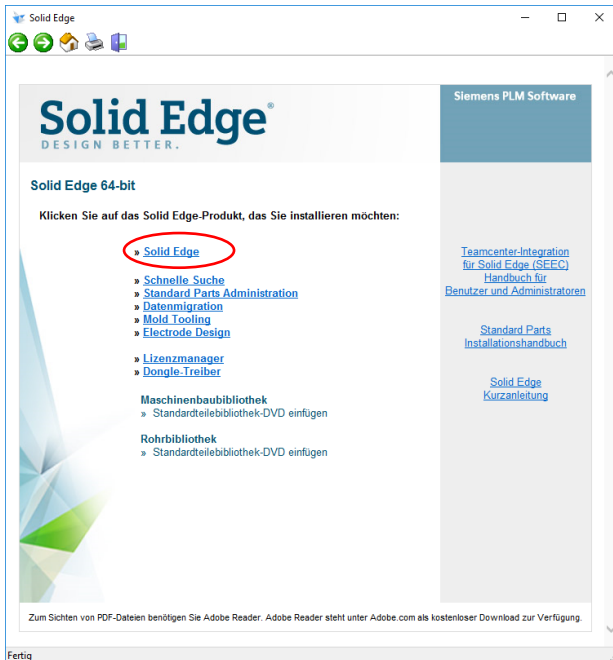 Solid Edge
Solid Edge®
DESIGN BETTER.
Siemens PLM Software
Solid Edge 64-bit
Klicken Sie auf das Solid Edge-Produkt, das Sie installieren möchten:
» Solid Edge
» Schnelle Suche
» Standard Parts Administration
» Datenmigration
» Mold Tooling
» Electrode Design
» Lizenzmanager
» Dongle-Treiber
Maschinenbaubibliothek
» Standardteilebibliothek-DVD einfügen
Rohrbibliothek
» Standardteilebibliothek-DVD einfügen
Teamcenter-Integration
für Solid Edge (SEEC)
Handbuch für
Benutzer und Administratoren
Standard Parts
Installationshandbuch
Solid Edge
Kurzanleitung
Zum Sichten von PDF-Dateien benötigen Sie Adobe Reader. Adobe Reader steht unter Adobe.com als kostenloser Download zur Verfügung.
Fertig